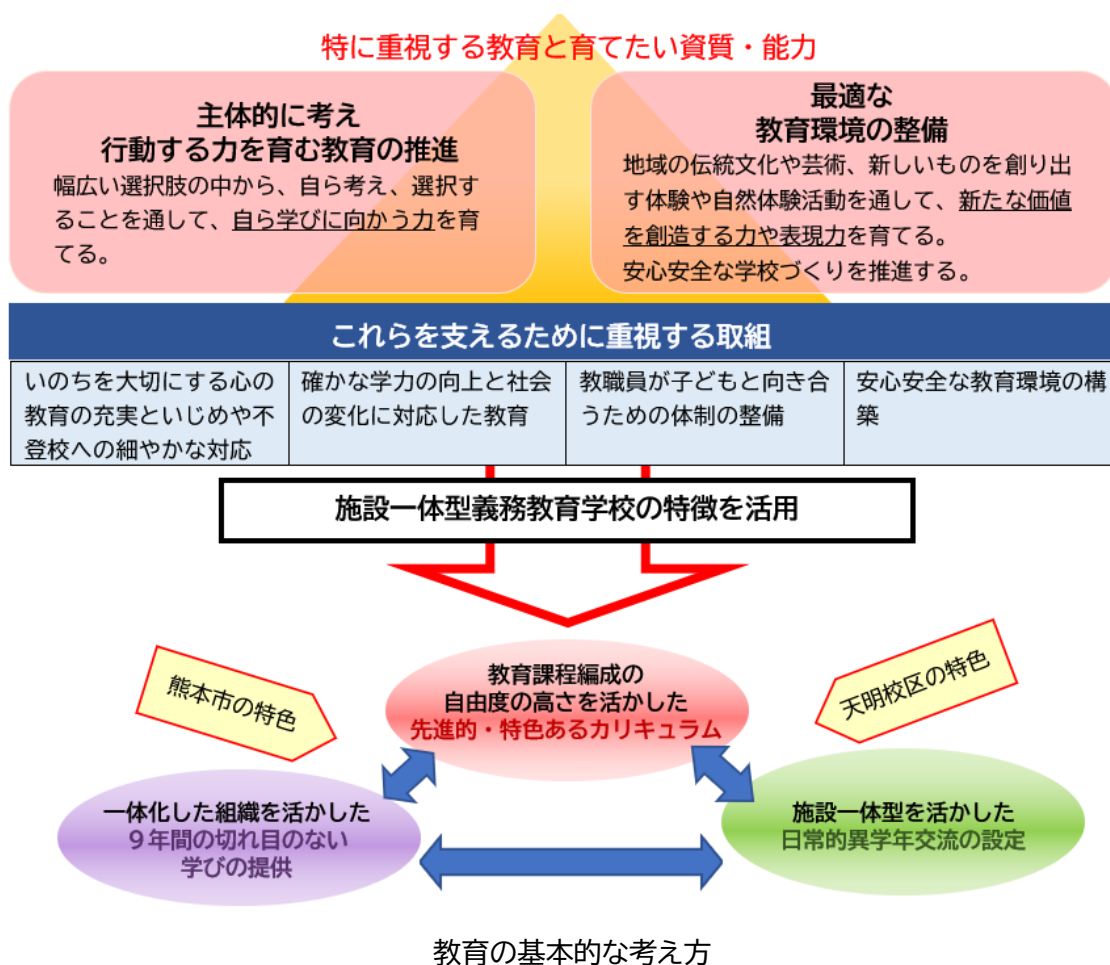 特に重視する教育と育てたい資質・能力
主体的に考え
行動する力を育む教育の推進
幅広い選択肢の中から、自ら考え、選択す
ることを通して、自ら学びに向かう力を育
てる。
最適な
教育環境の整備
地域の伝統文化や芸術、新しいものを創り出
す体験や自然体験活動を通して、新たな価値
を創造する力や表現力を育てる。
安心安全な学校づくりを推進する。
これらを支えるために重視する取組
いのちを大切にする心の
教育の充実といじめや不
登校への細やかな対応
確かな学力の向上と社会
の変化に対応した教育
教職員が子どもと向き合
うための体制の整備
安心安全な教育環境の構
築
施設一体型義務教育学校の特徴を活用
熊本市の特色
天明校区の特色
教育課程編成の
自由度の高さを活かした
先進的・特色あるカリキュラム
一体化した組織を活かした
9年間の切れ目のない
学びの提供
施設一体型を活かした
日常的異学年交流の設定
教育の基本的な考え方